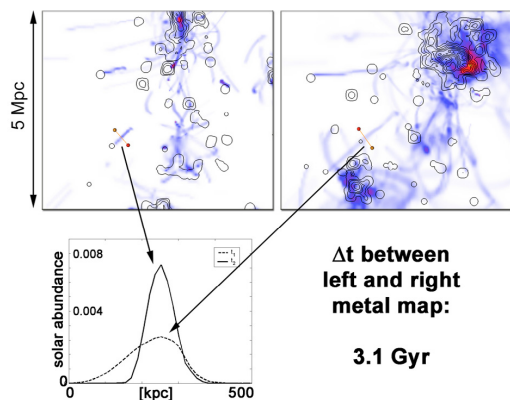 5 Mpc
0.008
0.004
0
solar abundance
t₁
t₂
0
[kpc]
500
Δt between
left and right
metal map:
3.1 Gyr